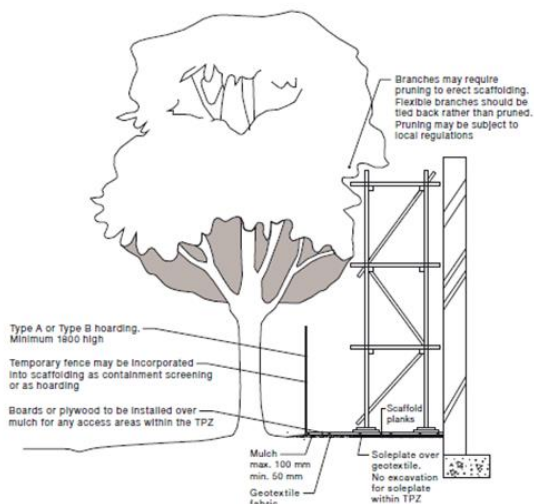 Branches may require
pruning to erect scaffolding.
Flexible branches should be
tied back rather than pruned.
Pruning may be subject to
local regulations
Type A or Type B hoarding.
Minimum 1800 high
Temporary fence may be incorporated
into scaffolding as containment screening
or as hoarding
Boards or plywood to be installed over
mulch for any access areas within the TPZ
Scaffold
planks
Mulch
max. 100 mm
min. 50 mm
Geotextile
fabric
Soleplate over
geotextile.
No excavation
for soleplate
within TPZ